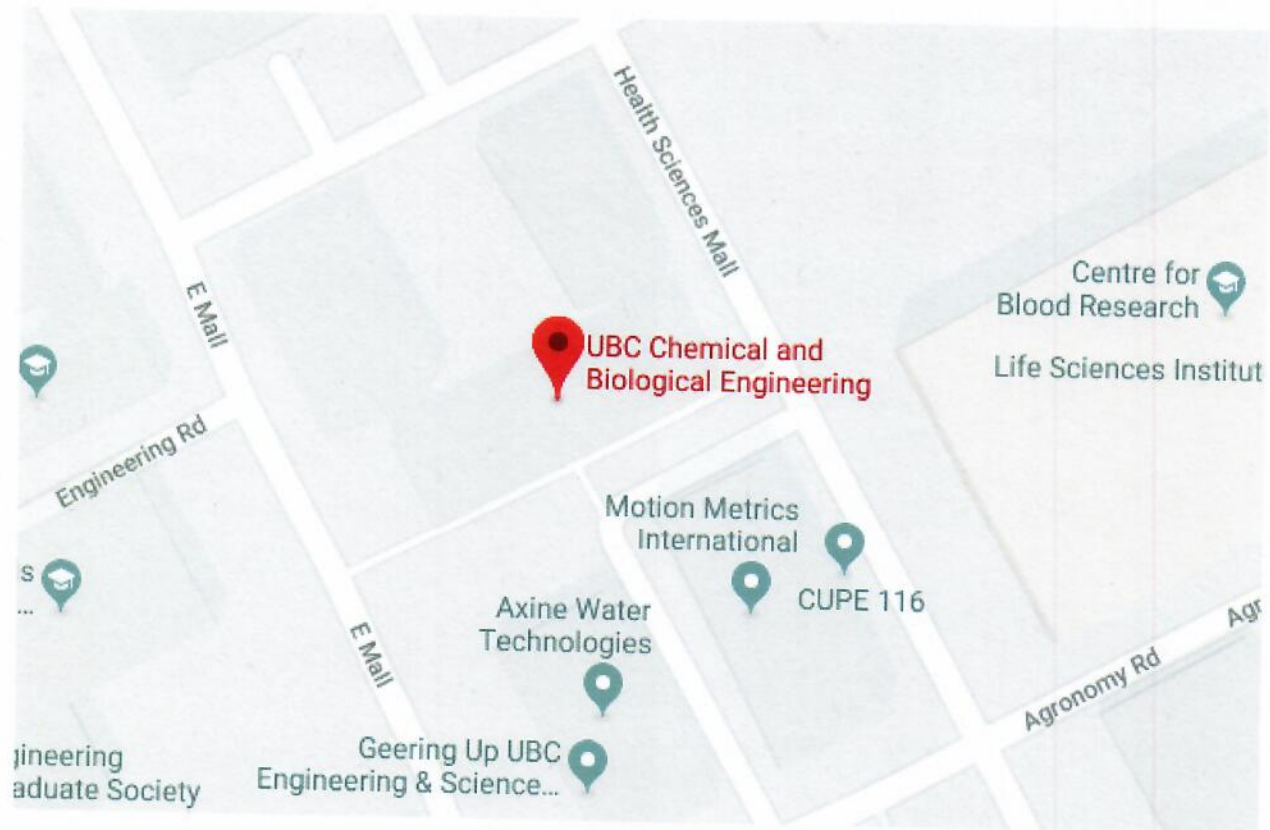 Health Sciences Mall
Centre for
Blood Research
E Mall
UBC Chemical and
Biological Engineering
Life Sciences Institut
Engineering Rd
Motion Metrics
International
s
...
CUPE 116
Axine Water
Technologies
Agr
E Mall
Agronomy Rd
gineering
aduate Society
Geering Up UBC
Engineering & Science...